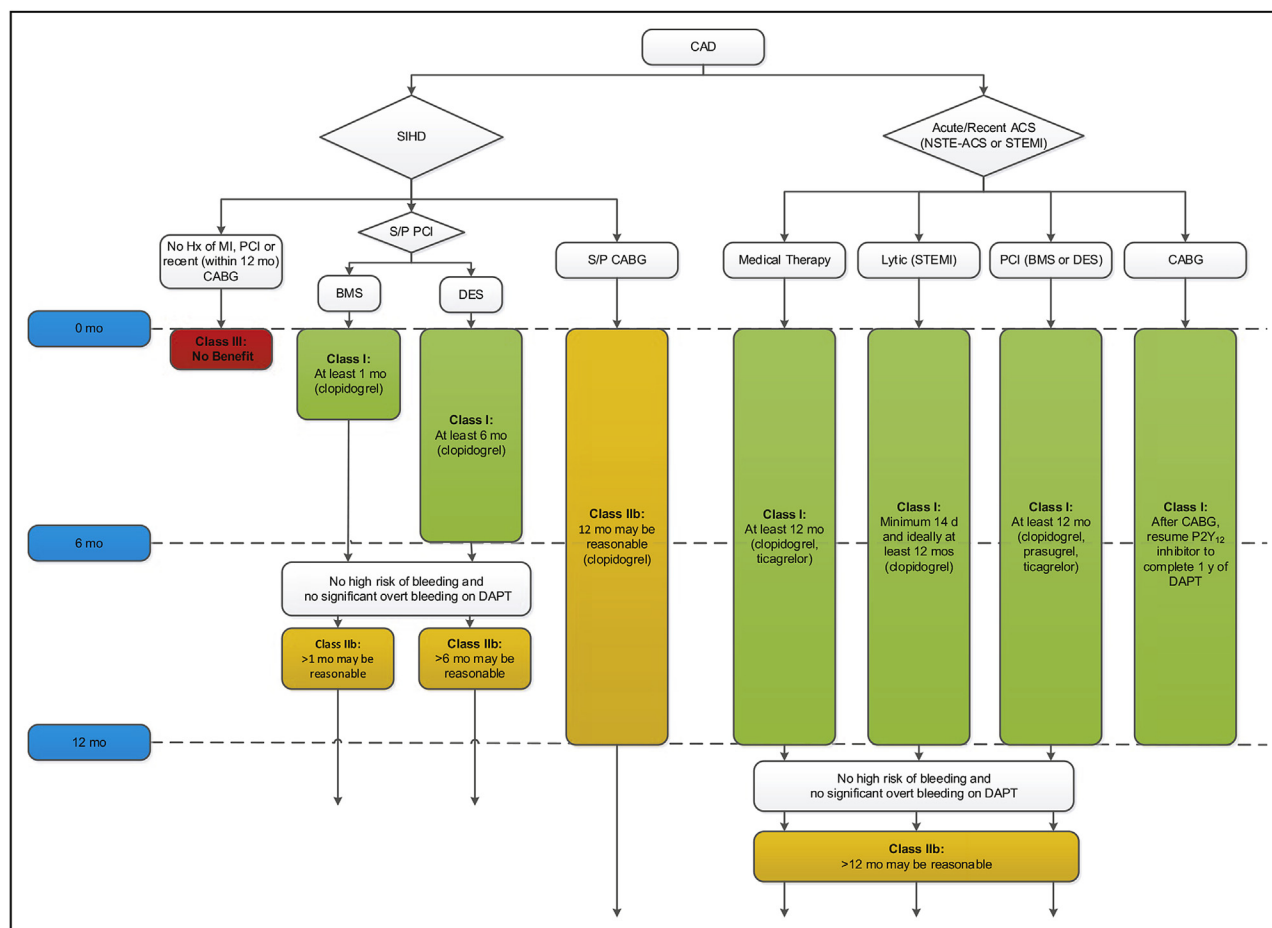 CAD
SIHD
Acute/Recent ACS
(NSTE-ACS or STEMI)
No Hx of MI, PCI or
recent (within 12 mo)
CABG
S/P PCI
S/P CABG
Medical Therapy
Lytic (STEMI)
PCI (BMS or DES)
CABG
BMS
DES
0 mo
Class III:
No Benefit
Class I:
At least 1 mo
(clopidogrel)
Class I:
At least 6 mo
(clopidogrel)
Class IIb:
12 mo may be
reasonable
(clopidogrel)
Class I:
At least 12 mo
(clopidogrel,
ticagrelor)
Class I:
Minimum 14 d
and ideally at
least 12 mos
(clopidogrel)
Class I:
At least 12 mo
(clopidogrel,
prasugrel,
ticagrelor)
Class I:
After CABG,
resume P2Y₁₂
inhibitor to
complete 1 y of
DAPT
6 mo
No high risk of bleeding and
no significant overt bleeding on DAPT
Class IIb:
>1 mo may be
reasonable
Class IIb:
>6 mo may be
reasonable
12 mo
No high risk of bleeding and
no significant overt bleeding on DAPT
Class IIb:
>12 mo may be reasonable